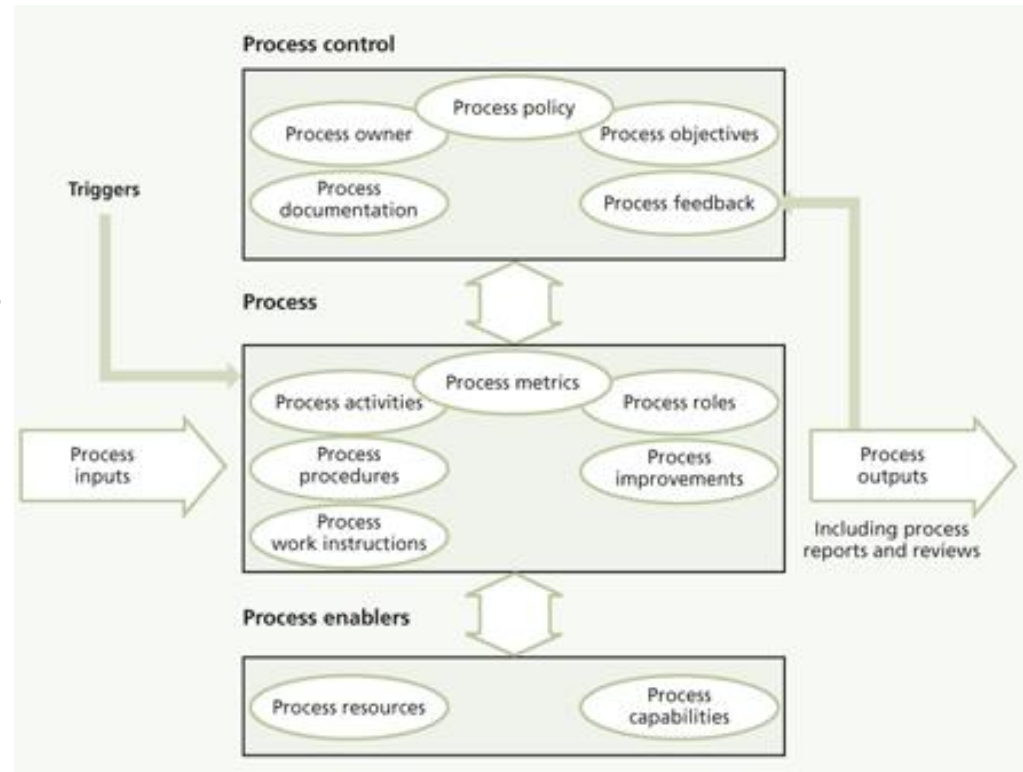 Process control
Process policy
Process owner
Process objectives
Process
documentation
Process feedback
Triggers
Process
Process metrics
Process activities
Process roles
Process
inputs
Process
procedures
Process
improvements
Process
work instructions
Process
outputs
Including process
reports and reviews
Process enablers
Process resources
Process
capabilities